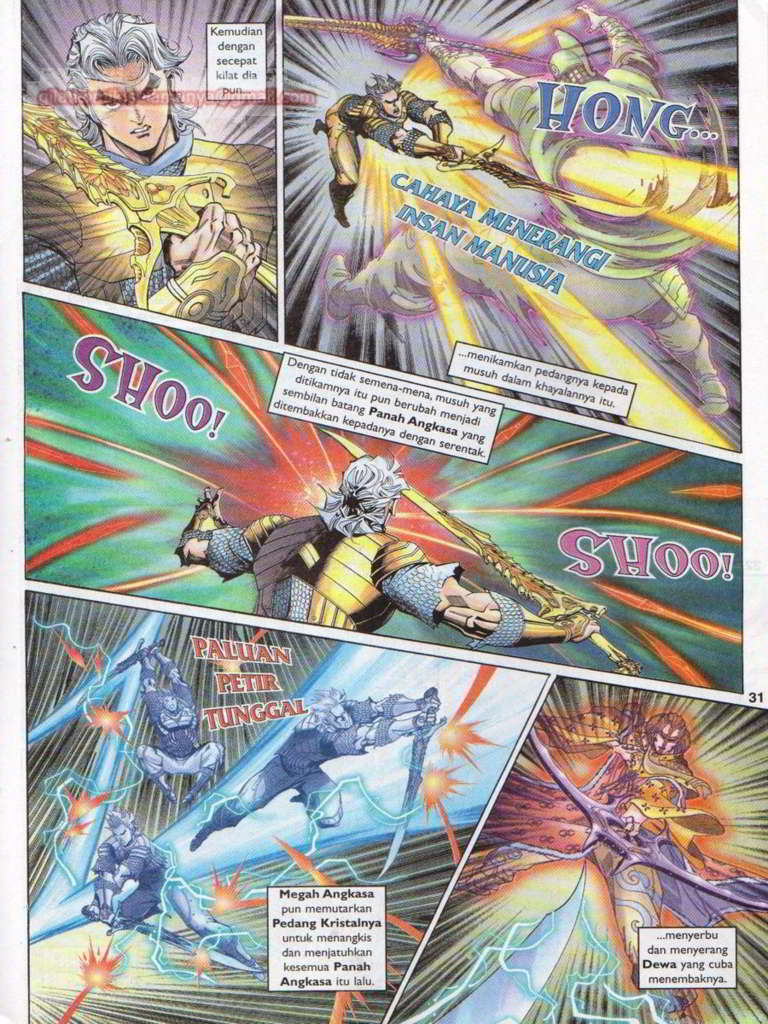 Kemudian
dengan
secepat
kilat dia
pun...
HONG...
CAHAYA MENERANGI
INSAN MANUSIA
...menikamkan pedangnya kepada
musuh dalam khayalannya itu.
SHOO!
Dengan tidak semena-mena, musuh yang
ditikamnya itu pun berubah menjadi
sembilan batang Panah Angkasa yang
ditembakkan kepadanya dengan serentak.
SHOO!
PALUAN
PETIR
TUNGGAL
31
Megah Angkasa
pun memutarkan
Pedang Kristalnya
untuk menangkis
dan menjatuhkan
kesemua Panah
Angkasa itu lalu.
...menyerbu
dan menyerang
Dewa yang cuba
menembaknya.